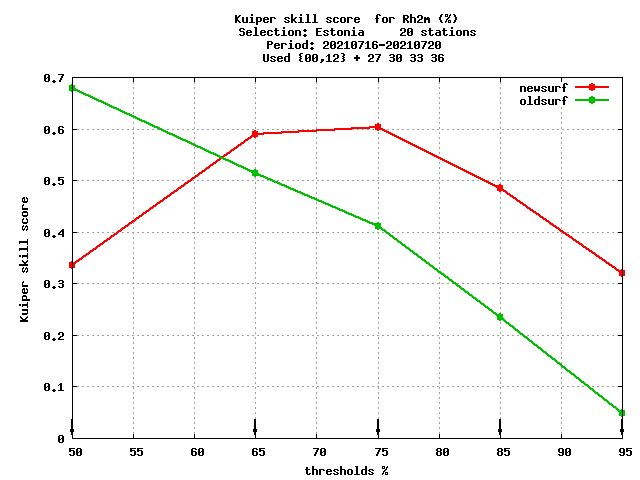 Kuiper skill score  for Rh2m (%)
Selection: Estonia     20 stations
Period: 20210716-20210720
Used {00,12} + 27 30 33 36
newsurf
oldsurf
Kuiper skill score
0.7
0.6
0.5
0.4
0.3
0.2
0.1
0
50 55 60 65 70 75 80 85 90 95
thresholds %